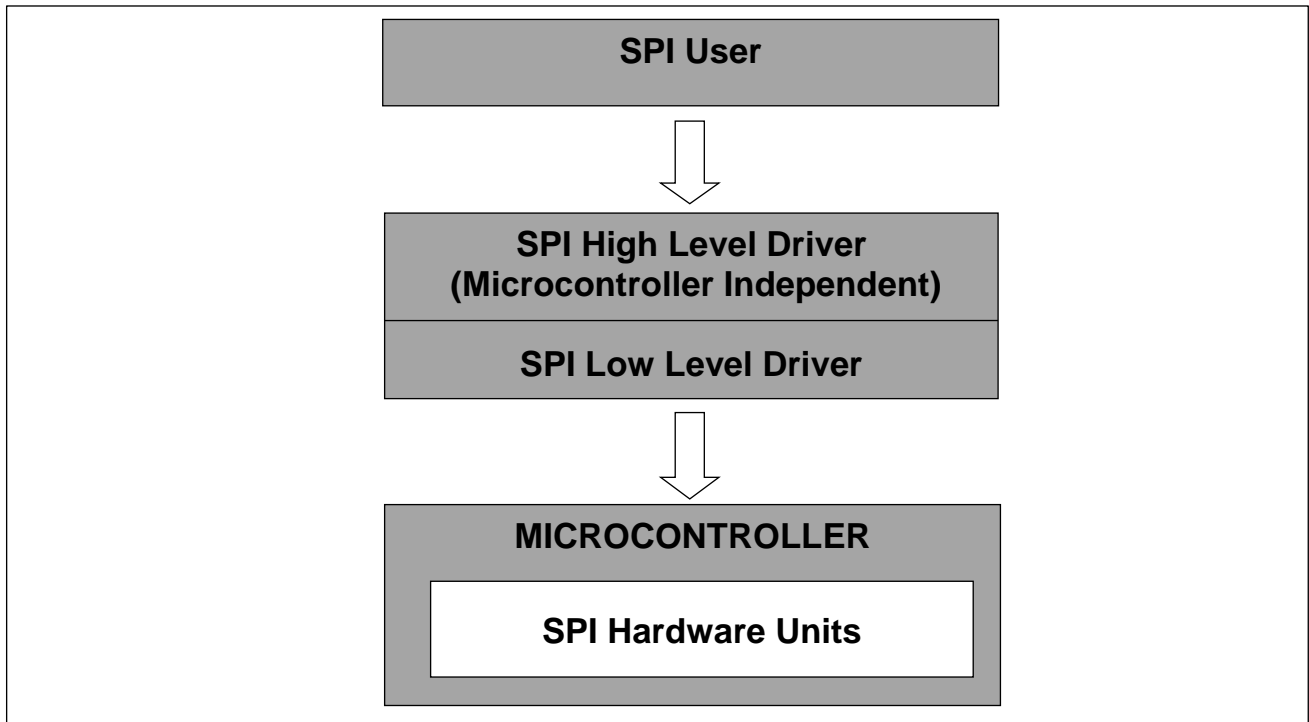 SPI User
SPI High Level Driver
(Microcontroller Independent)
SPI Low Level Driver
MICROCONTROLLER
SPI Hardware Units